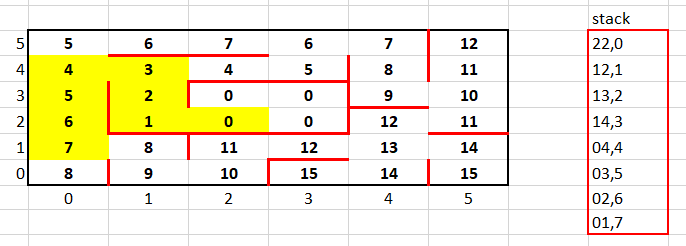 stack
5 5 6 7 6 7 12 22,0
4 4 3 4 5 8 11 12,1
3 5 2 0 0 9 10 13,2
2 6 1 0 0 12 11 14,3
1 7 8 11 12 13 14 04,4
0 8 9 10 15 14 15 03,5
0 1 2 3 4 5 02,6
01,7